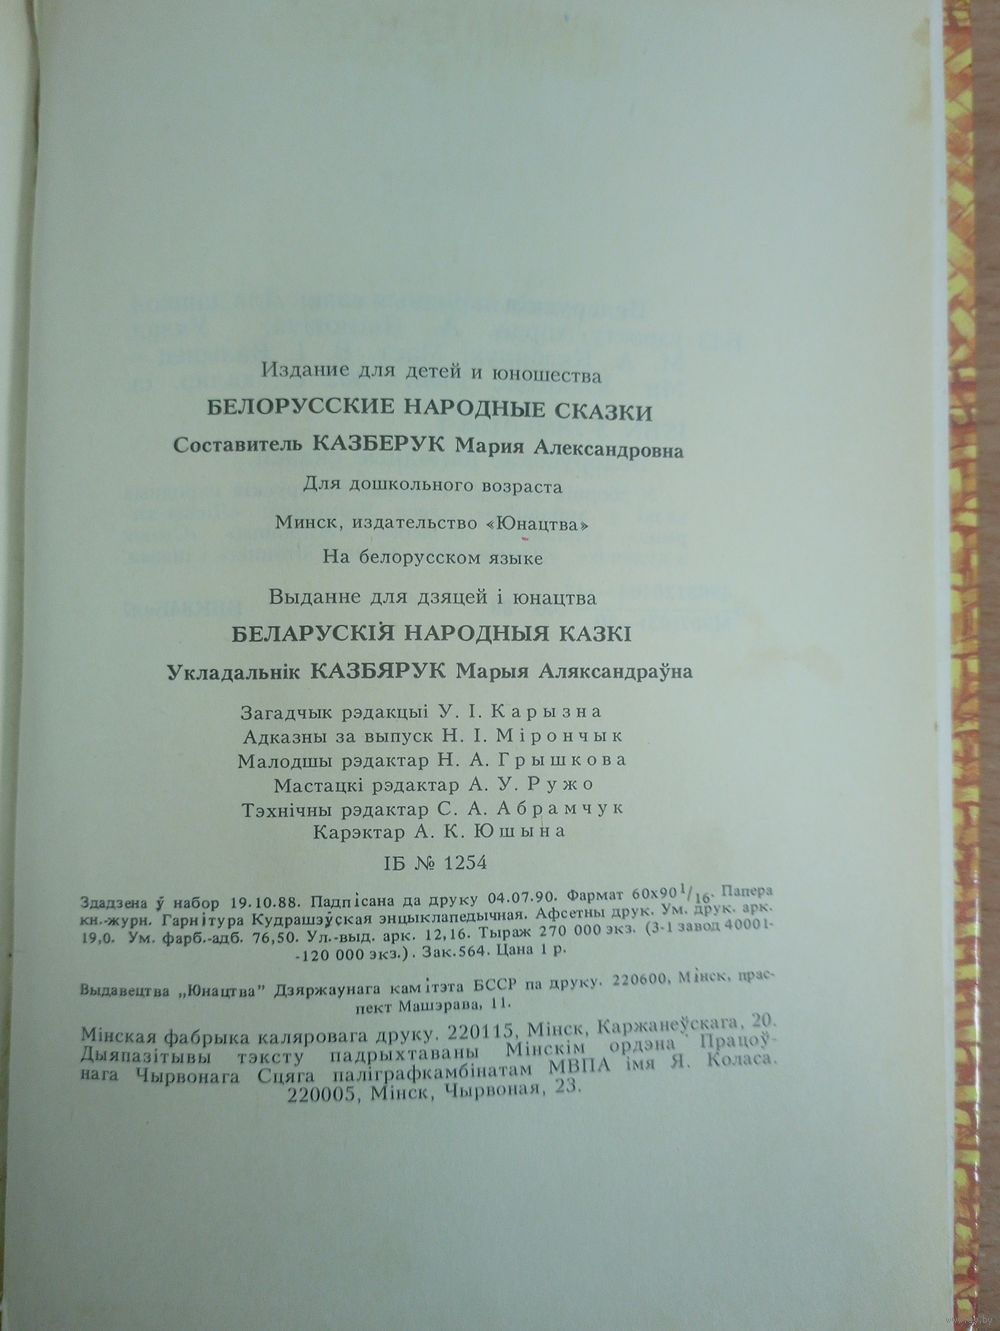 Издание для детей и юношества
БЕЛОРУССКИЕ НАРОДНЫЕ СКАЗКИ
Составитель КАЗБЕРУК Мария Александровна
Для дошкольного возраста
Минск, издательство «Юнацтва»
На белорусском языке
Выданне для дзяцей і юнацтва
БЕЛАРУСКІЯ НАРОДНЫЯ КАЗКІ
Укладальнік КАЗБЯРУК Марыя Аляксандраўна
Загадчык рэдакцыі У. І. Карызна
Адказны за выпуск Н. І. Мірончык
Малодшы рэдактар Н. А. Грышкова
Мастацкі рэдактар А. У. Ружо
Тэхнічны рэдактар С. А. Абрамчук
Карэктар А. К. Юшына
ІБ № 1254
Здадзена ў набор 19.10.88. Падпісана да друку 04.07.90. Фармат 60х90 1/16. Папера
кн.-журн. Гарнітура Кудрашэўская энцыклапедычная. Афсетны друк. Ум. друк. арк.
19,0. Ум. фарб.-адб. 76,50. Ул.-выд. арк. 12,16. Тыраж 270 000 экз. (3-1 завод 40001-
-120 000 экз.). Зак.564. Цана 1 р.
Выдавецтва „Юнацтва" Дзяржаунага камітэта БССР па друку. 220600, Мінск, прас-
пект Машэрава, 11.
Мінская фабрыка каляровага друку. 220115, Мінск, Каржанеўскага, 20.
Дыяпазітывы тэксту падрыхтаваны Мінскім ордэна Працоў-
нага Чырвонага Сцяга паліграфкамбінатам МВПА імя Я. Коласа.
220005, Мінск, Чырвоная, 23.